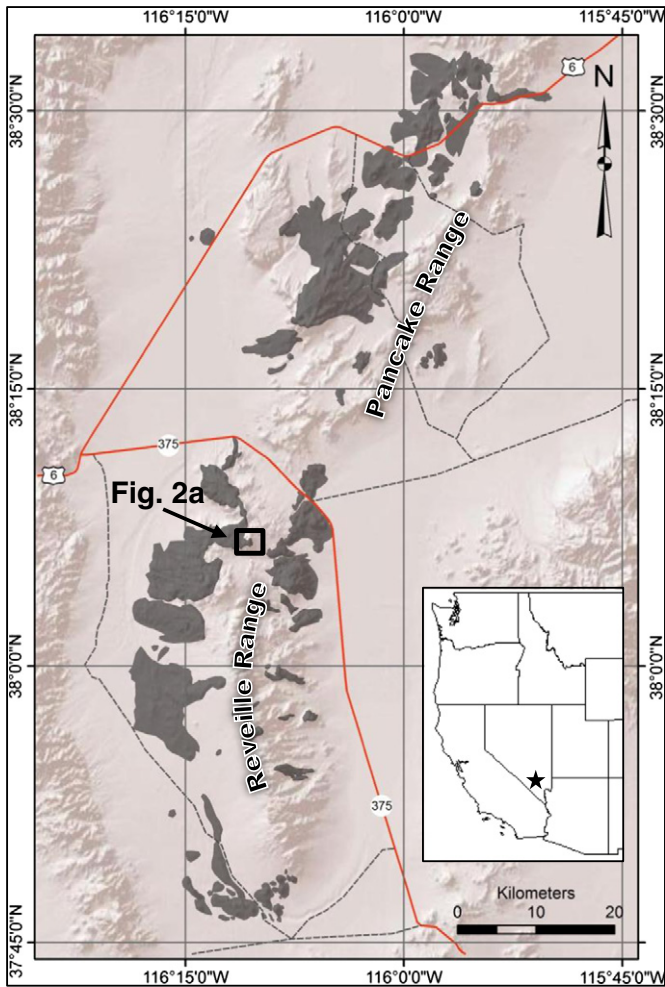 116°15'0"W 116°0'0"W 115°45'0"W
6
N
38°30'0"N 38°30'0"N
Pancake Range
38°15'0"N 38°15'0"N
375
6
Fig. 2a
Reveille Range
38°0'0"N 38°0'0"N
375
Kilometers
0 10 20
37°45'0"N 37°45'0"N
116°15'0"W 116°0'0"W 115°45'0"W